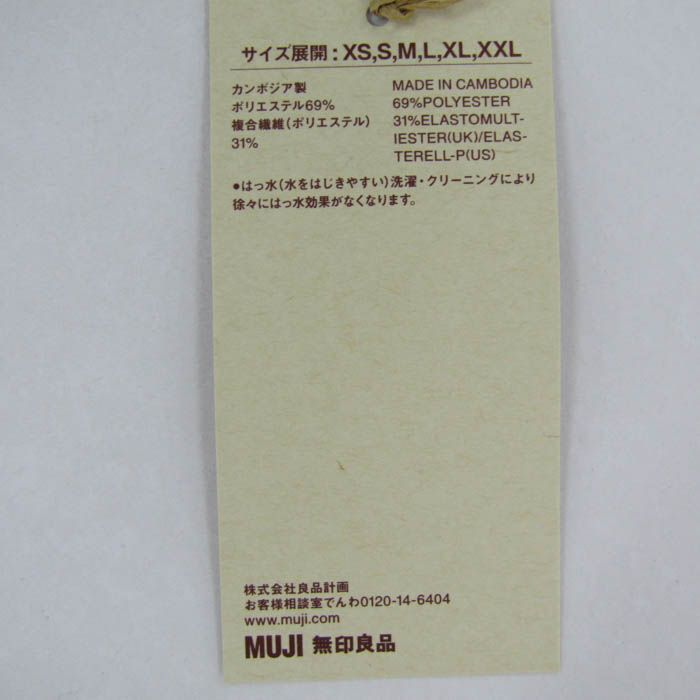 サイズ展開：XS,S,M,L,XL,XXL
カンボジア製
ポリエステル69%
複合繊維（ポリエステル）
31%
MADE IN CAMBODIA
69%POLYESTER
31%ELASTOMULT-
IESTER(UK)/ELAS-
TERELL-P(US)
●はっ水（水をはじきやすい）洗濯・クリーニングにより
徐々にはっ水効果がなくなります。
株式会社良品計画
お客様相談室でんわ0120-14-6404
www.muji.com
MUJI 無印良品